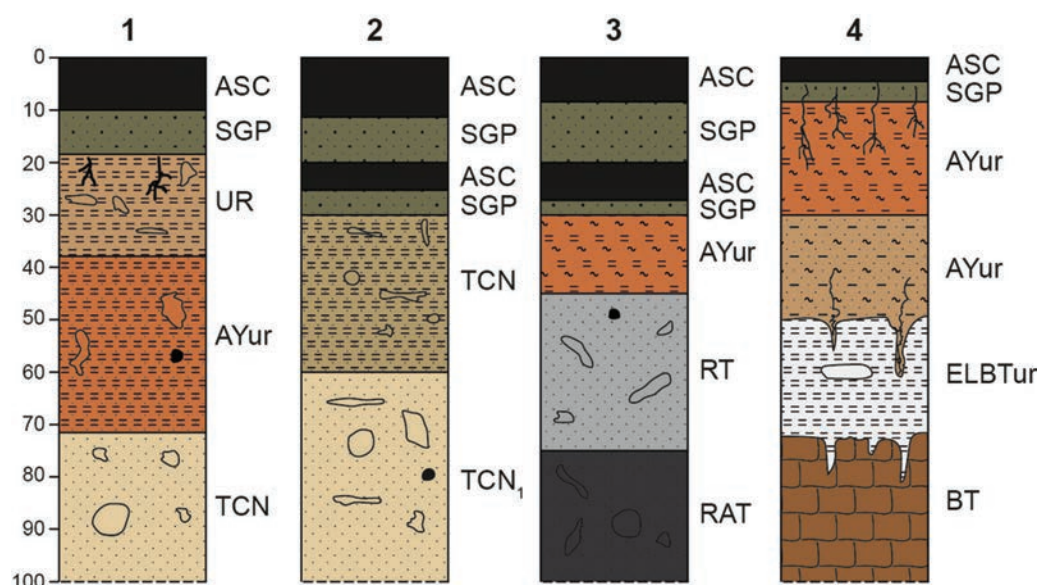 1 2 3 4
0
10
20
30
40
50
60
70
80
90
100
ASC
SGP
UR
AYur
TCN
ASC
SGP
ASC
SGP
TCN
TCN₁
ASC
SGP
ASC
SGP
AYur
RT
RAT
ASC
SGP
AYur
AYur
ELBTur
BT